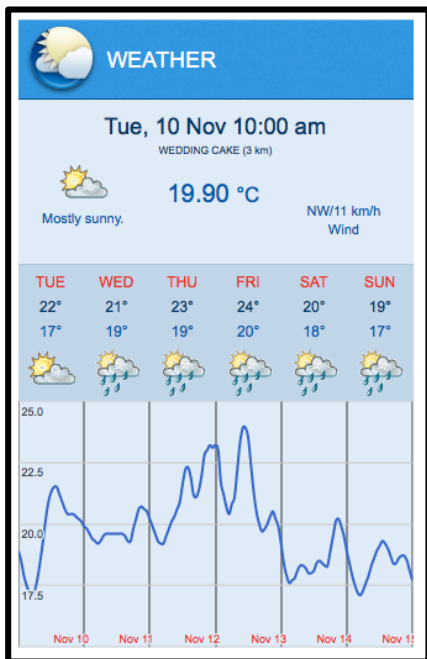 WEATHER
Tue, 10 Nov 10:00 am
WEDDING CAKE (3 km)
19.90 °C
Mostly sunny.
NW/11 km/h
Wind
TUE WED THU FRI SAT SUN
22° 21° 23° 24° 20° 19°
17° 19° 19° 20° 18° 17°
25.0
22.5
20.0
17.5
Nov 10 Nov 11 Nov 12 Nov 13 Nov 14 Nov 15